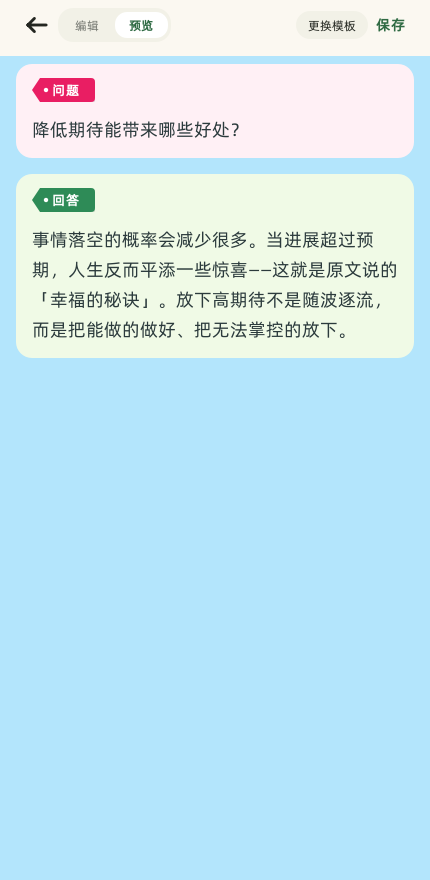 编辑
预览
更换模板
保存
问题
降低期待能带来哪些好处？
回答
事情落空的概率会减少很多。当进展超过预
期，人生反而平添一些惊喜——这就是原文说的
「幸福的秘诀」。放下高期待不是随波逐流，
而是把能做的做好、把无法掌控的放下。